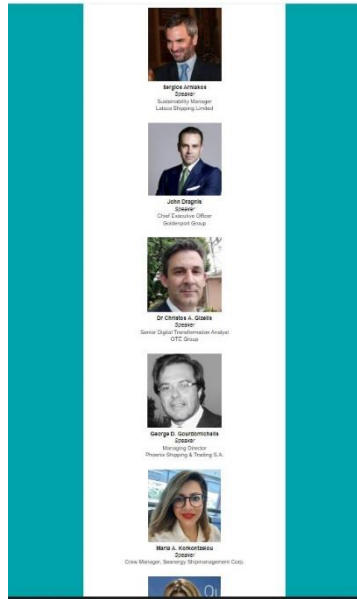 Sergios Arniakos
Speaker
Sustainability Manager
Latsco Shipping Limited
John Dragnis
Speaker
Chief Executive Officer
Goldenport Group
Dr Christos A. Gizelis
Speaker
Senior Digital Transformation Analyst
OTE Group
George D. Gourdomichalis
Speaker
Managing Director
Phoenix Shipping & Trading S.A.
Maria A. Korkontzelou
Speaker
Crew Manager, Seanergy Shipmanagement Corp.